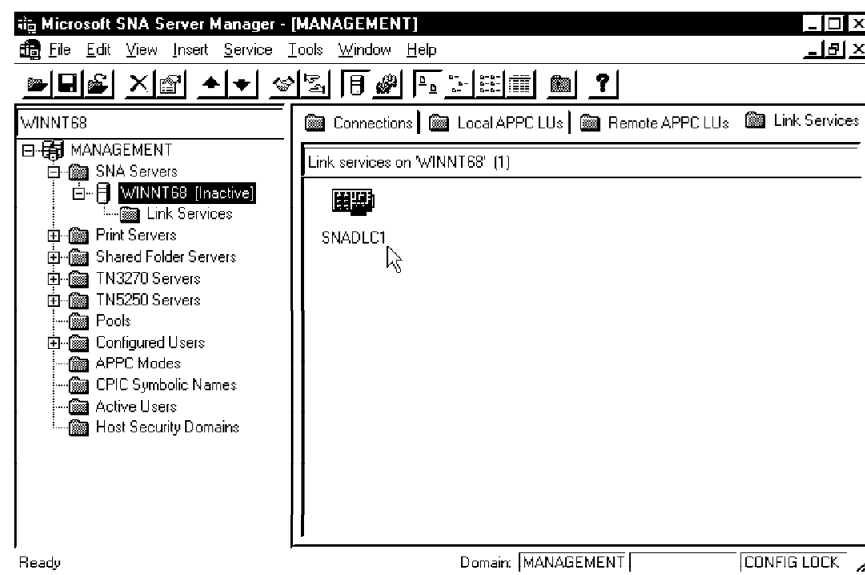 Microsoft SNA Server Manager - [MANAGEMENT]
File Edit View Insert Service Tools Window Help
WINNT68
MANAGEMENT
SNA Servers
WINNT68 [Inactive]
Link Services
Print Servers
Shared Folder Servers
TN3270 Servers
TN5250 Servers
Pools
Configured Users
APPC Modes
CPIC Symbolic Names
Active Users
Host Security Domains
Connections Local APPC LUs Remote APPC LUs Link Services
Link services on 'WINNT68' (1)
SNADLC1
Ready Domain: MANAGEMENT CONFIG LOCK